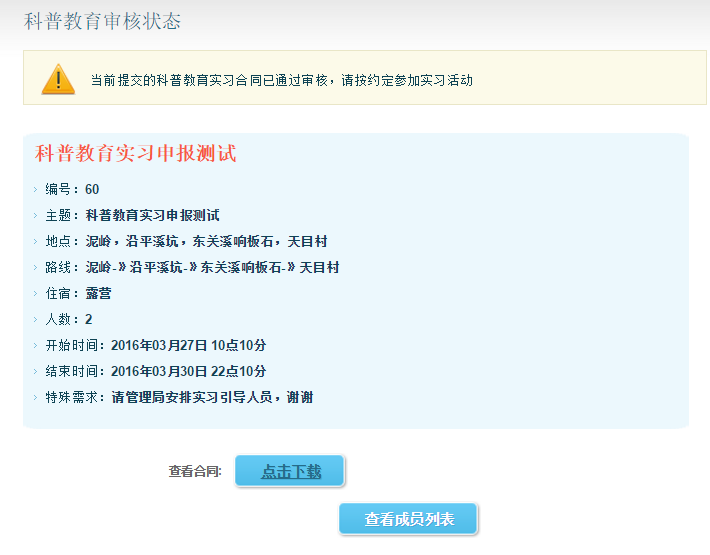 科普教育审核状态
当前提交的科普教育实习合同已通过审核，请按约定参加实习活动
科普教育实习申报测试
编号：60
主题：科普教育实习申报测试
地点：泥岭，沿平溪坑，东关溪响板石，天目村
路线：泥岭-》沿平溪坑-》东关溪响板石-》天目村
住宿：露营
人数：2
开始时间：2016年03月27日 10点10分
结束时间：2016年03月30日 22点10分
特殊需求：请管理局安排实习引导人员，谢谢
查看合同: 点击下载
查看成员列表